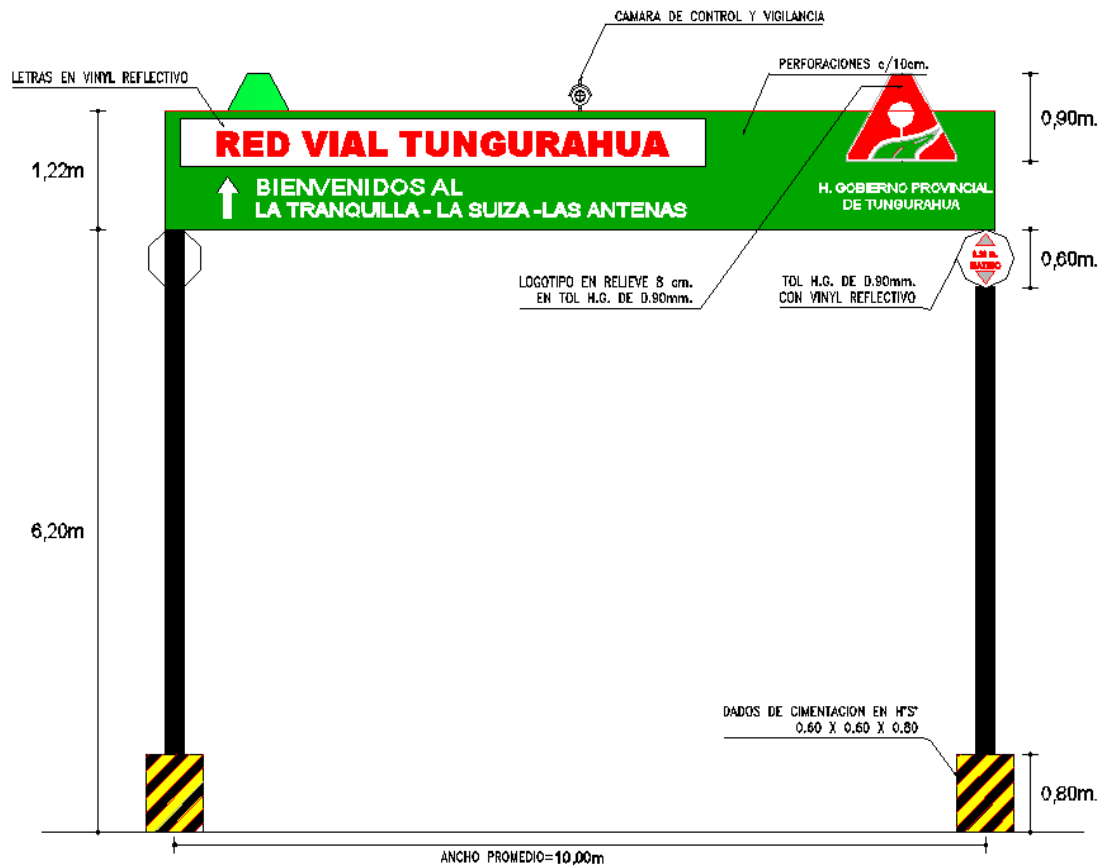 CAMARA DE CONTROL Y VIGILANCIA
LETRAS EN VINYL REFLECTIVO
PERFORACIONES c/10cm.
0,90m.
1,22m
RED VIAL TUNGURAHUA
BIENVENIDOS AL
LA TRANQUILLA - LA SUIZA -LAS ANTENAS
H. GOBIERNO PROVINCIAL
DE TUNGURAHUA
0,60m.
LOGOTIPO EN RELIEVE 8 cm.
EN TOL H.G. DE 0.90mm.
TOL H.G. DE 0.90mm.
CON VINYL REFLECTIVO
6,20m
DADOS DE CIMENTACION EN H"S"
0.60 X 0.60 X 0.80
0,80m.
ANCHO PROMEDIO=10,00m